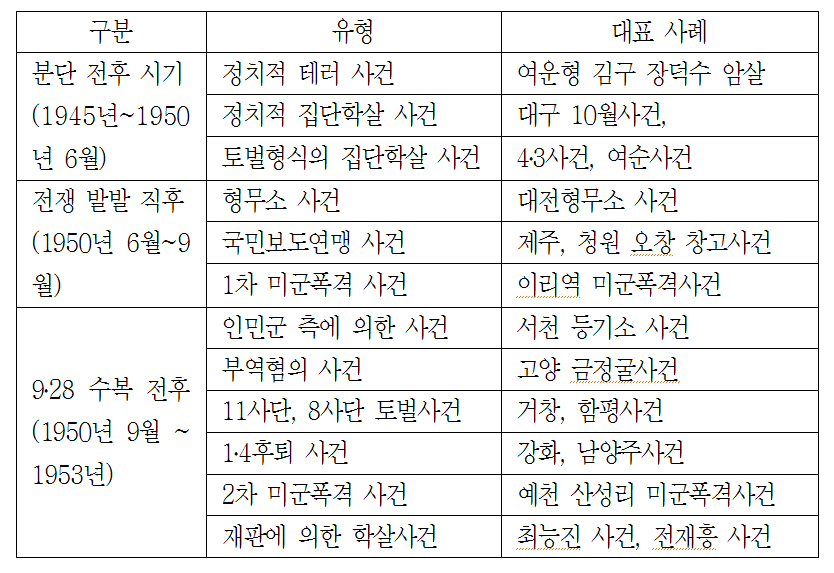 구분 유형 대표 사례
분단 전후 시기 정치적 테러 사건 여운형 김구 장덕수 암살
(1945년~1950 정치적 집단학살 사건 대구 10월사건,
년 6월) 토벌형식의 집단학살 사건 4·3사건, 여순사건
전쟁 발발 직후 형무소 사건 대전형무소 사건
(1950년 6월~9 국민보도연맹 사건 제주, 청원 오창 창고사건
월) 1차 미군폭격 사건 이리역 미군폭격사건
인민군 측에 의한 사건 서천 등기소 사건
부역혐의 사건 고양 금정굴사건
9·28 수복 전후 11사단, 8사단 토벌사건 거창, 함평사건
(1950년 9월 ~ 1·4후퇴 사건 강화, 남양주사건
1953년) 2차 미군폭격 사건 예천 산성리 미군폭격사건
재판에 의한 학살사건 최능진 사건, 전재흥 사건